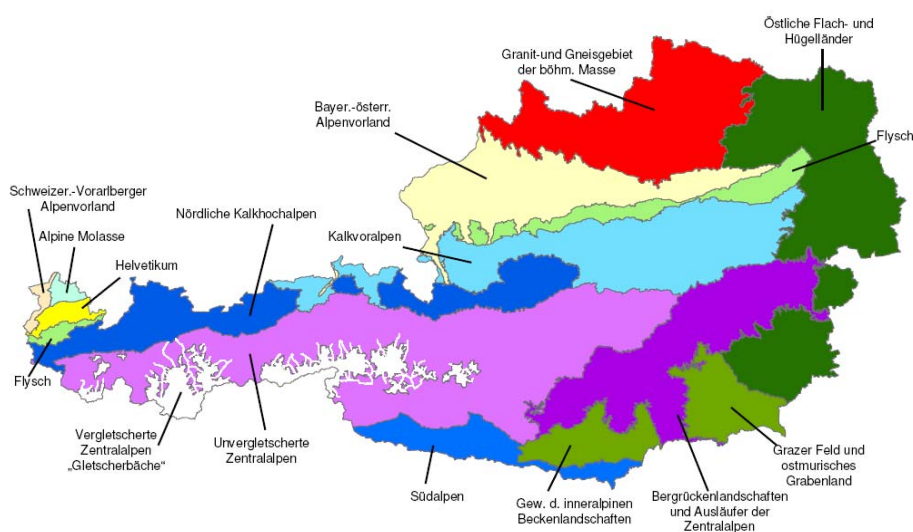 Östliche Flach- und
Hügelländer
Granit-und Gneisgebiet
der böhm. Masse
Bayer.-österr.
Alpenvorland
Flysch
Schweizer.-Vorarlberger
Alpenvorland
Nördliche Kalkhochalpen
Alpine Molasse
Kalkvoralpen
Helvetikum
Flysch
Vergletscherte
Zentralalpen
„Gletscherbäche“
Unvergletscherte
Zentralalpen
Südalpen
Gew. d. inneralpinen
Beckenlandschaften
Bergrückenlandschaften
und Ausläufer der
Zentralalpen
Grazer Feld und
ostmurisches
Grabenland